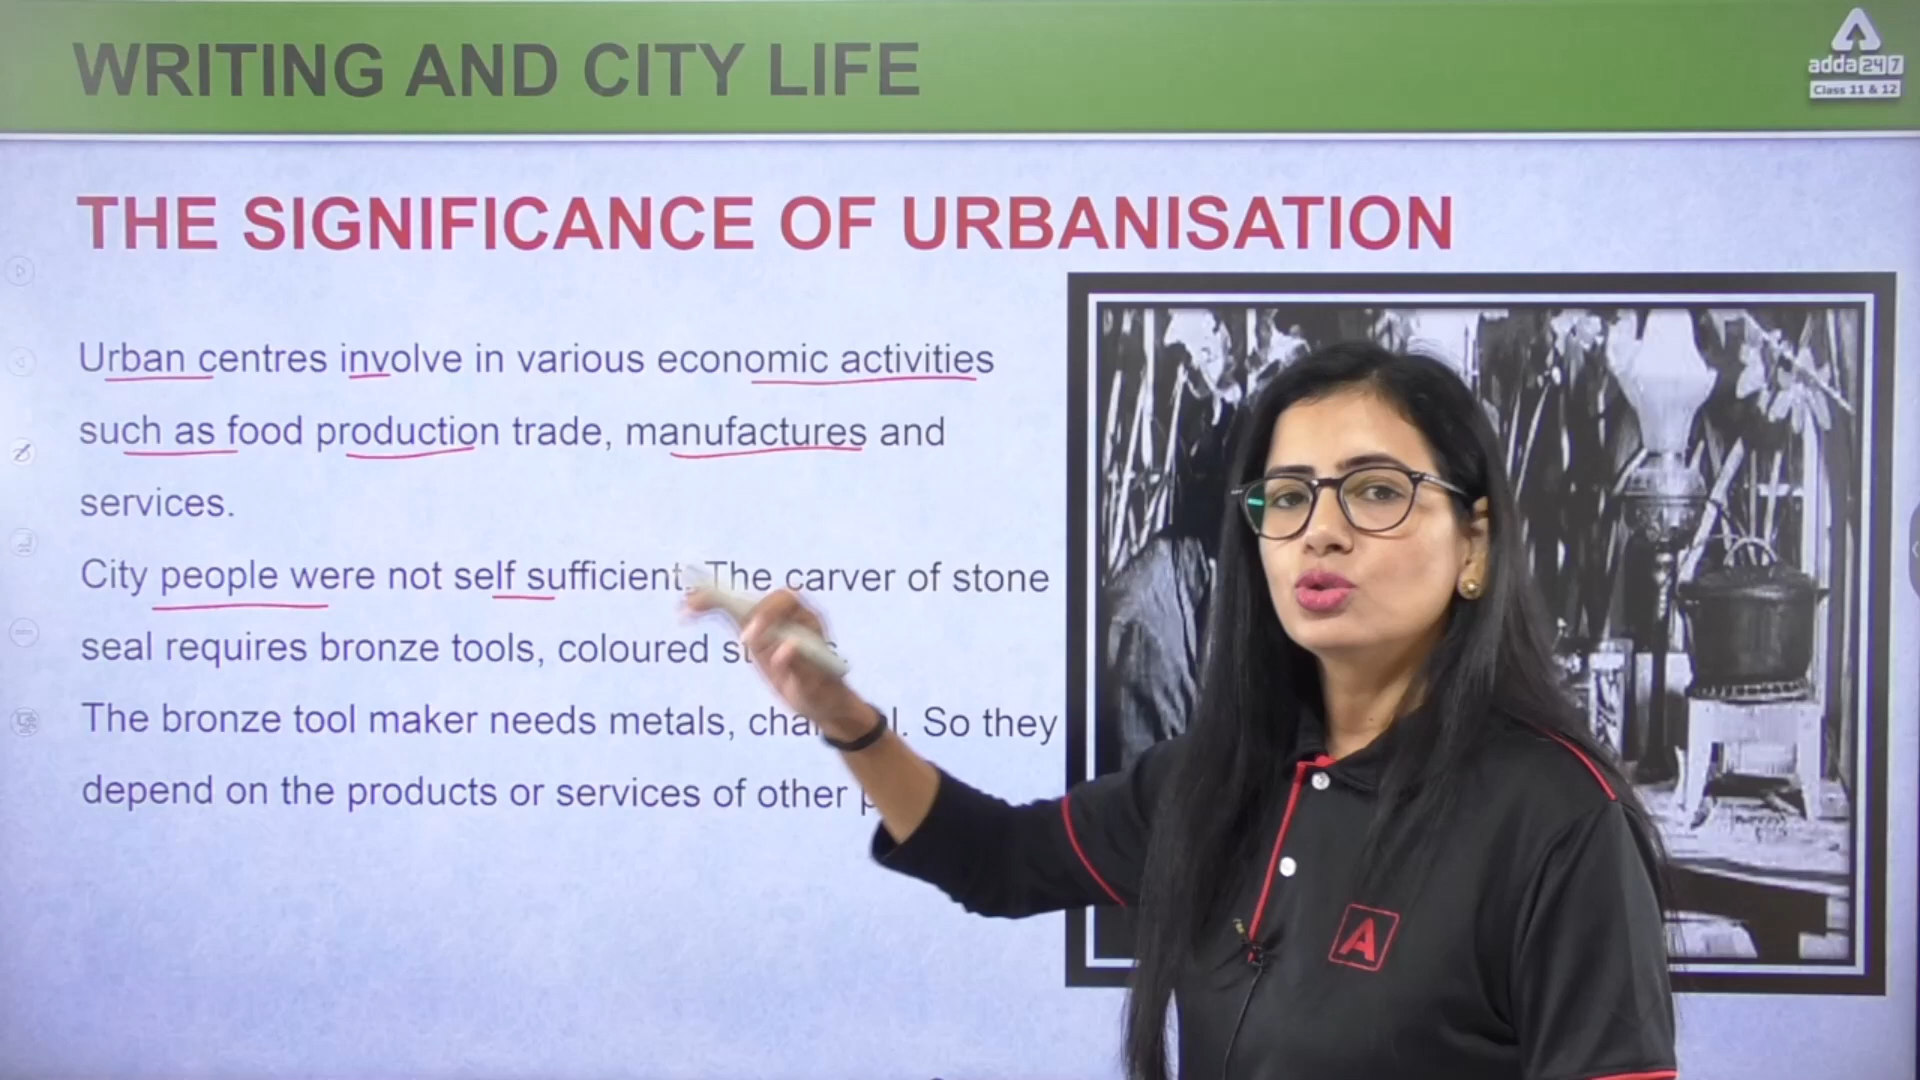 WRITING AND CITY LIFE
adda247
Class 11 & 12
THE SIGNIFICANCE OF URBANISATION
Urban centres involve in various economic activities
such as food production trade, manufactures and
services.
City people were not self sufficient. The carver of stone
seal requires bronze tools, coloured
The bronze tool maker needs metals, So they
depend on the products or services of other
A